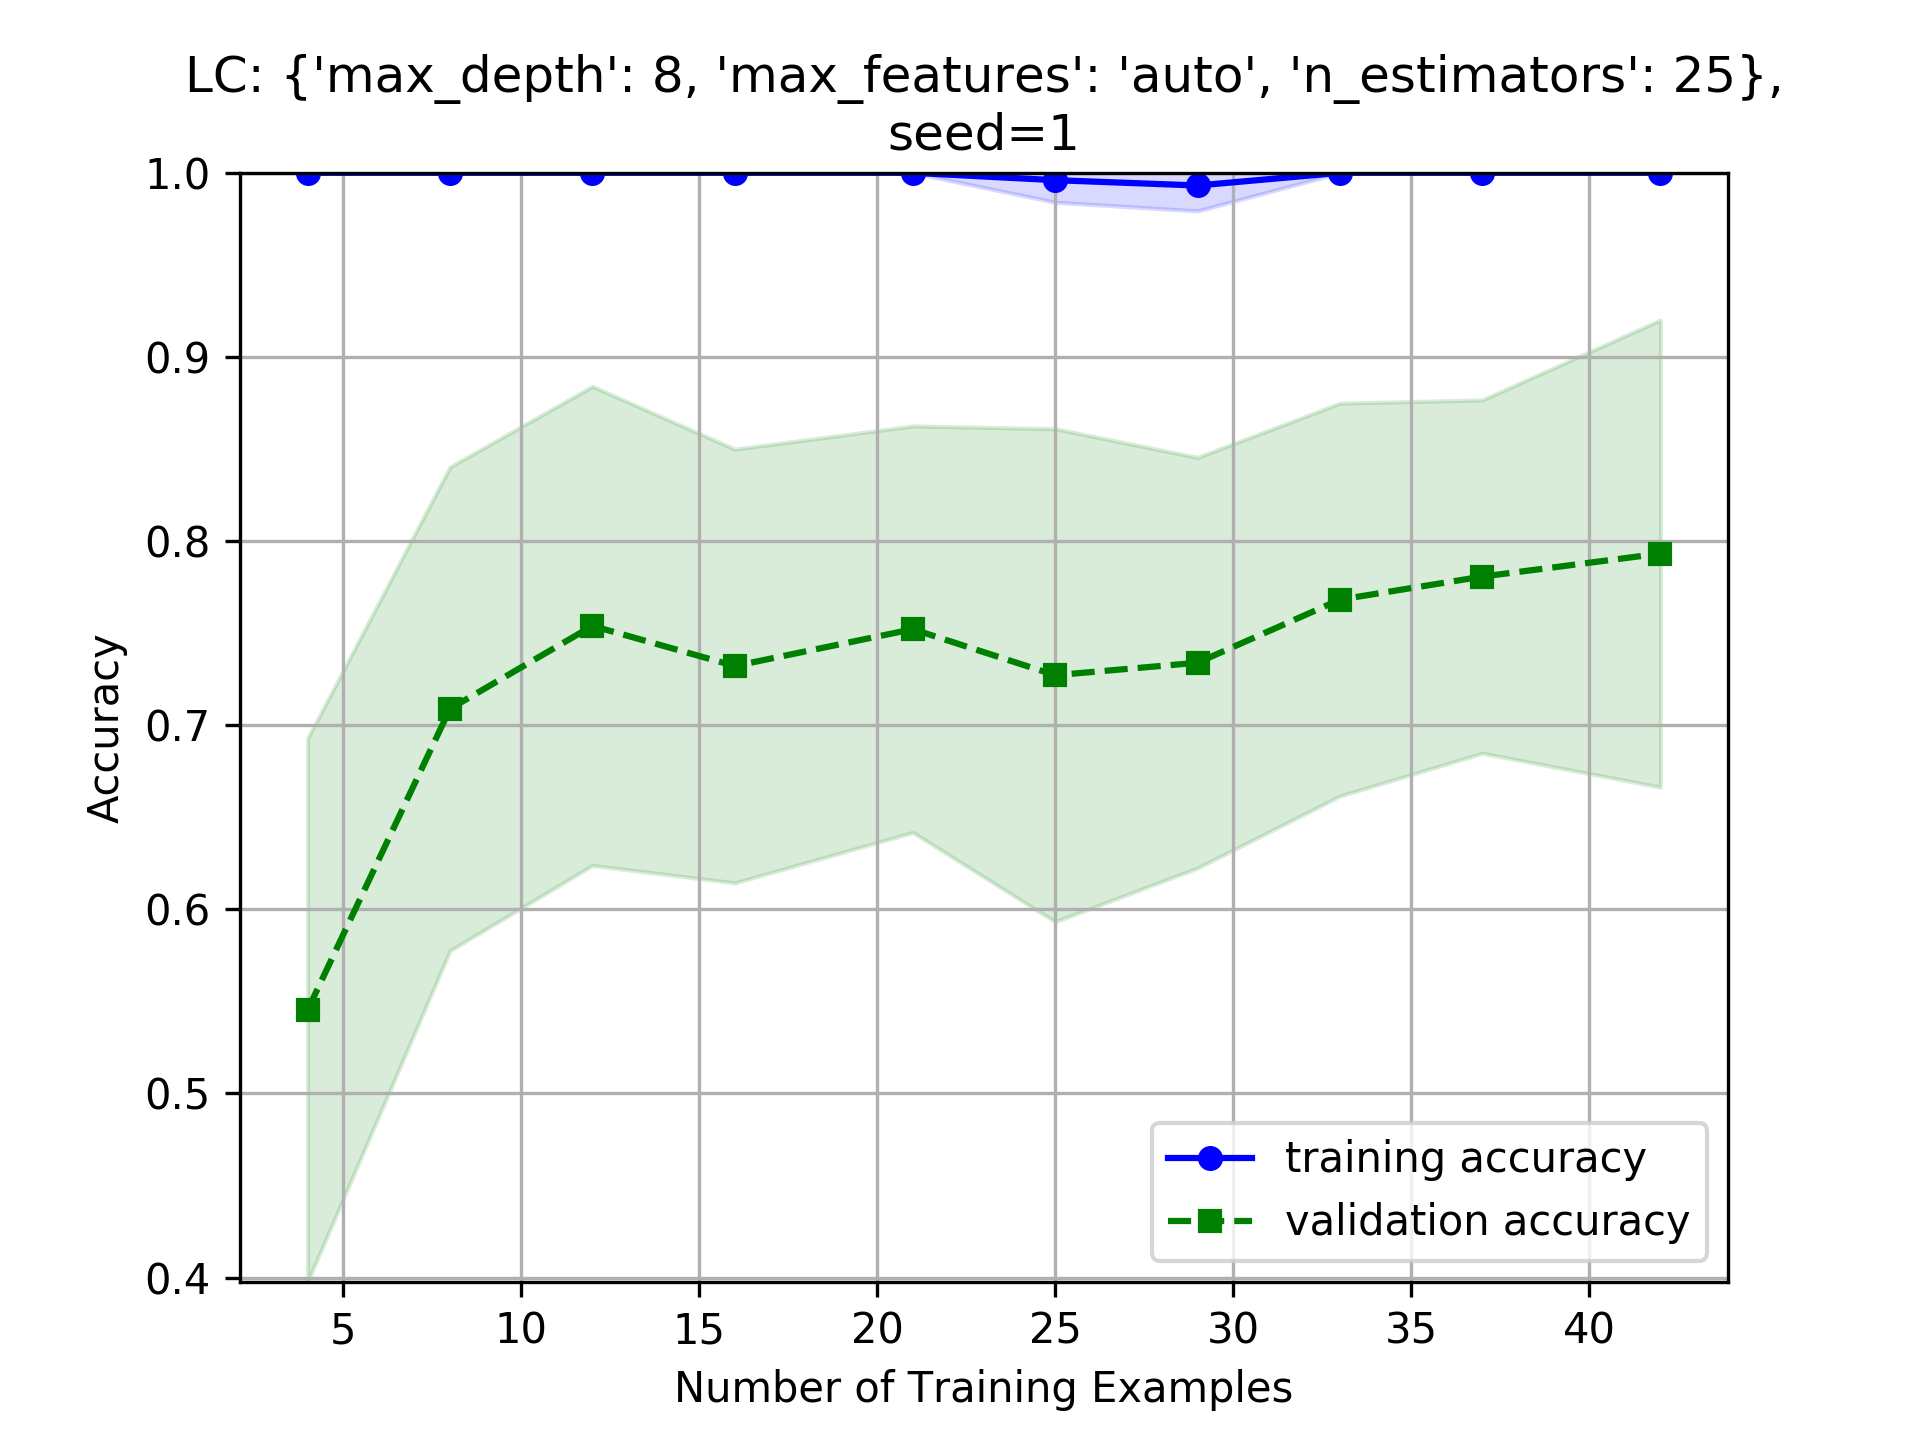 LC: {'max_depth': 8, 'max_features': 'auto', 'n_estimators': 25},
seed=1
1.0
0.9
0.8
0.7
0.6
0.5
0.4
Accuracy
training accuracy
validation accuracy
5 10 15 20 25 30 35 40
Number of Training Examples